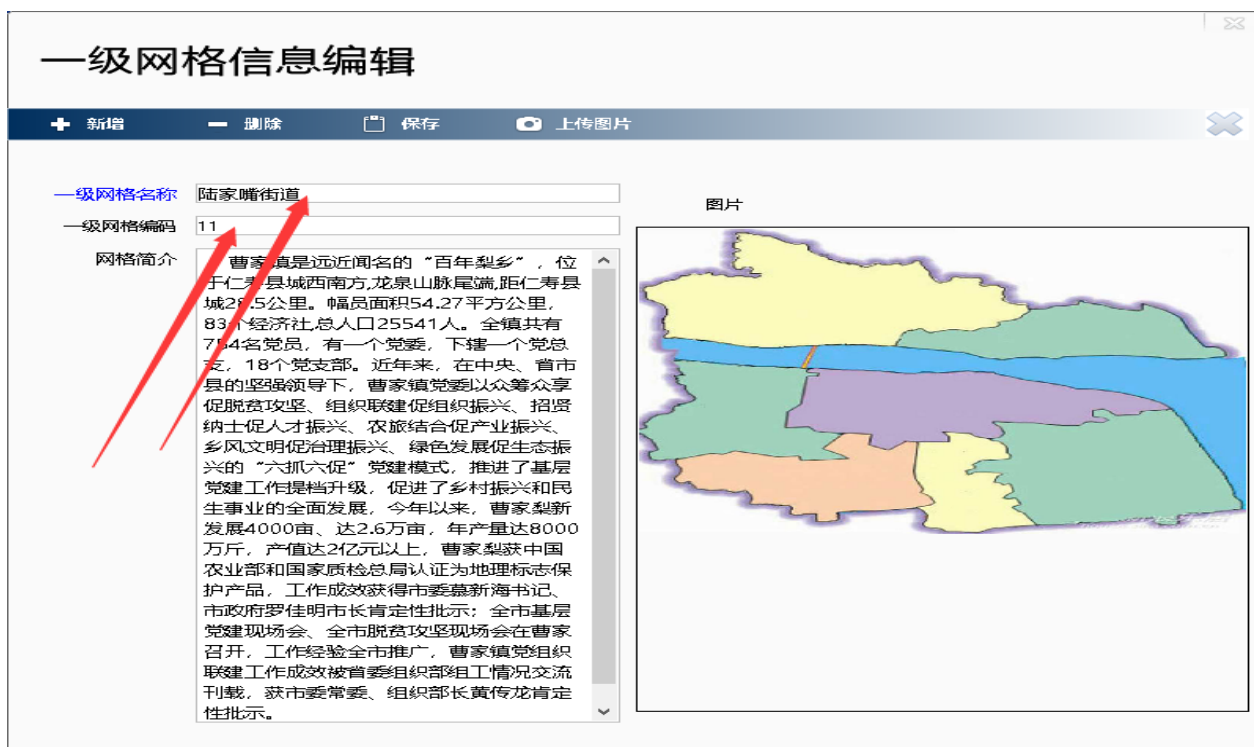 一级网格信息编辑
新增 删除 保存 上传图片
一级网格名称 陆家嘴街道
图片
一级网格编码 11
网格简介 曹家镇是远近闻名的“百年梨乡”，位
于仁寿县城西南方,龙泉山脉尾端,距仁寿县
城28.5公里。幅员面积54.27平方公里，
83个经济社,总人口25541人。全镇共有
754名党员，有一个党委，下辖一个党总
支，18个党支部。近年来，在中央、省市
县的坚强领导下，曹家镇党委以众筹众享
促脱贫攻坚、组织联建促组织振兴、招贤
纳士促人才振兴、农旅结合促产业振兴、
乡风文明促治理振兴、绿色发展促生态振
兴的“六抓六促”党建模式，推进了基层
党建工作提档升级，促进了乡村振兴和民
生事业的全面发展，今年以来，曹家梨新
发展4000亩、达2.6万亩，年产量达8000
万斤，产值达2亿元以上，曹家梨获中国
农业部和国家质检总局认证为地理标志保
护产品，工作成效获得市委慕新海书记、
市政府罗佳明市长肯定性批示；全市基层
党建现场会、全市脱贫攻坚现场会在曹家
召开，工作经验全市推广，曹家镇党组织
联建工作成效被省委组织部组工情况交流
刊载，获市委常委、组织部长黄传龙肯定
性批示。